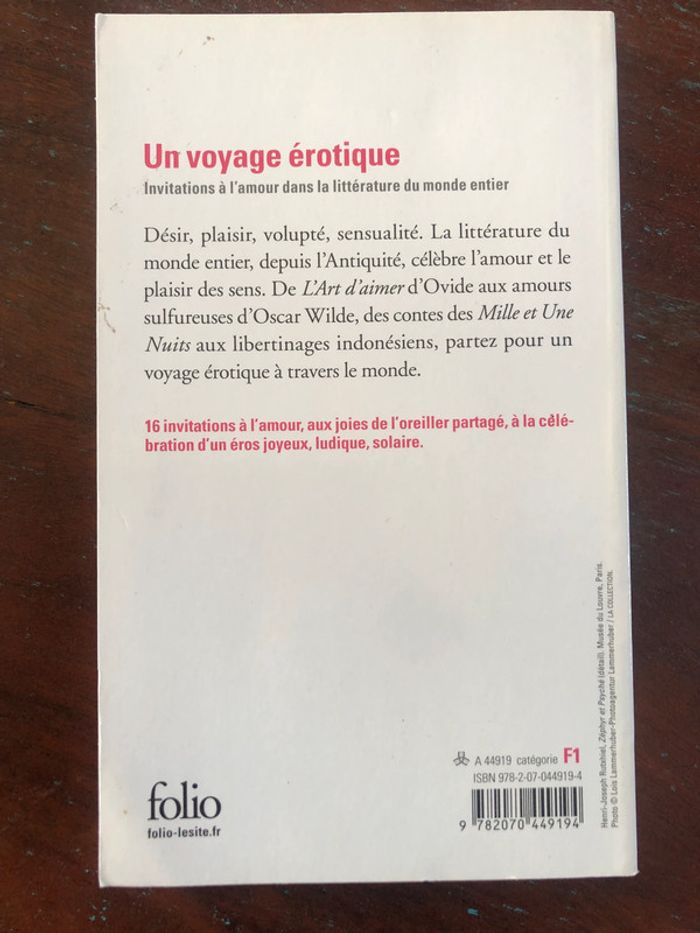 Un voyage érotique
Invitations à l'amour dans la littérature du monde entier
Désir, plaisir, volupté, sensualité. La littérature du
monde entier, depuis l'Antiquité, célèbre l'amour et le
plaisir des sens. De L'Art d'aimer d'Ovide aux amours
sulfureuses d'Oscar Wilde, des contes des Mille et Une
Nuits aux libertinages indonésiens, partez pour un
voyage érotique à travers le monde.
16 invitations à l'amour, aux joies de l'oreiller partagé, à la célé-
bration d'un éros joyeux, ludique, solaire.
folio
folio-lesite.fr
A 44919 catégorie F1
ISBN 978-2-07-044919-4
9 782070 449194
Henri-Joseph Rutxhiel, Zéphyr et Psyché (détail). Musée du Louvre, Paris.
Photo © Lois Lammerhuber-Photoagentur Lammerhuber / LA COLLECTION.